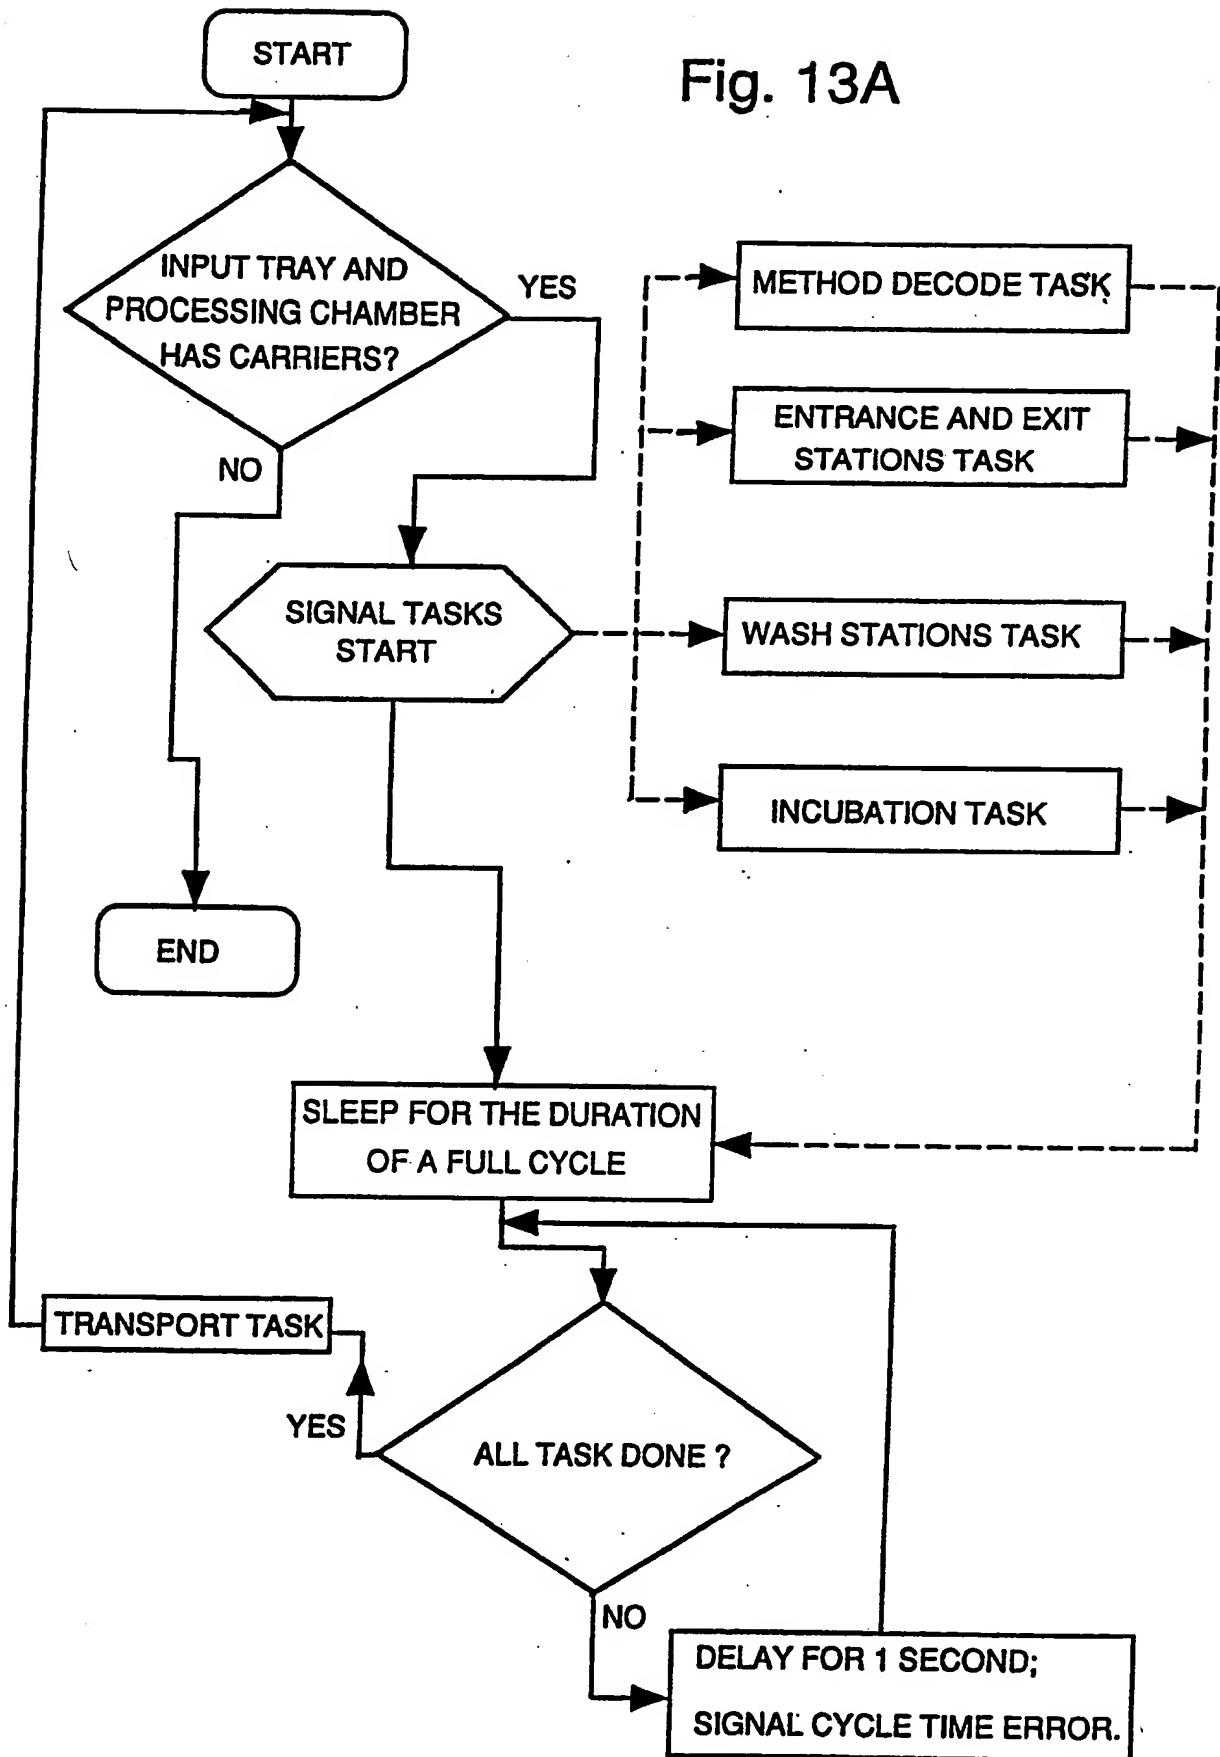 START
Fig. 13A
INPUT TRAY AND
PROCESSING CHAMBER
HAS CARRIERS?
YES
NO
METHOD DECODE TASK
ENTRANCE AND EXIT
STATIONS TASK
SIGNAL TASKS
START
WASH STATIONS TASK
INCUBATION TASK
END
SLEEP FOR THE DURATION
OF A FULL CYCLE
TRANSPORT TASK
YES
ALL TASK DONE ?
NO
DELAY FOR 1 SECOND;
SIGNAL CYCLE TIME ERROR.